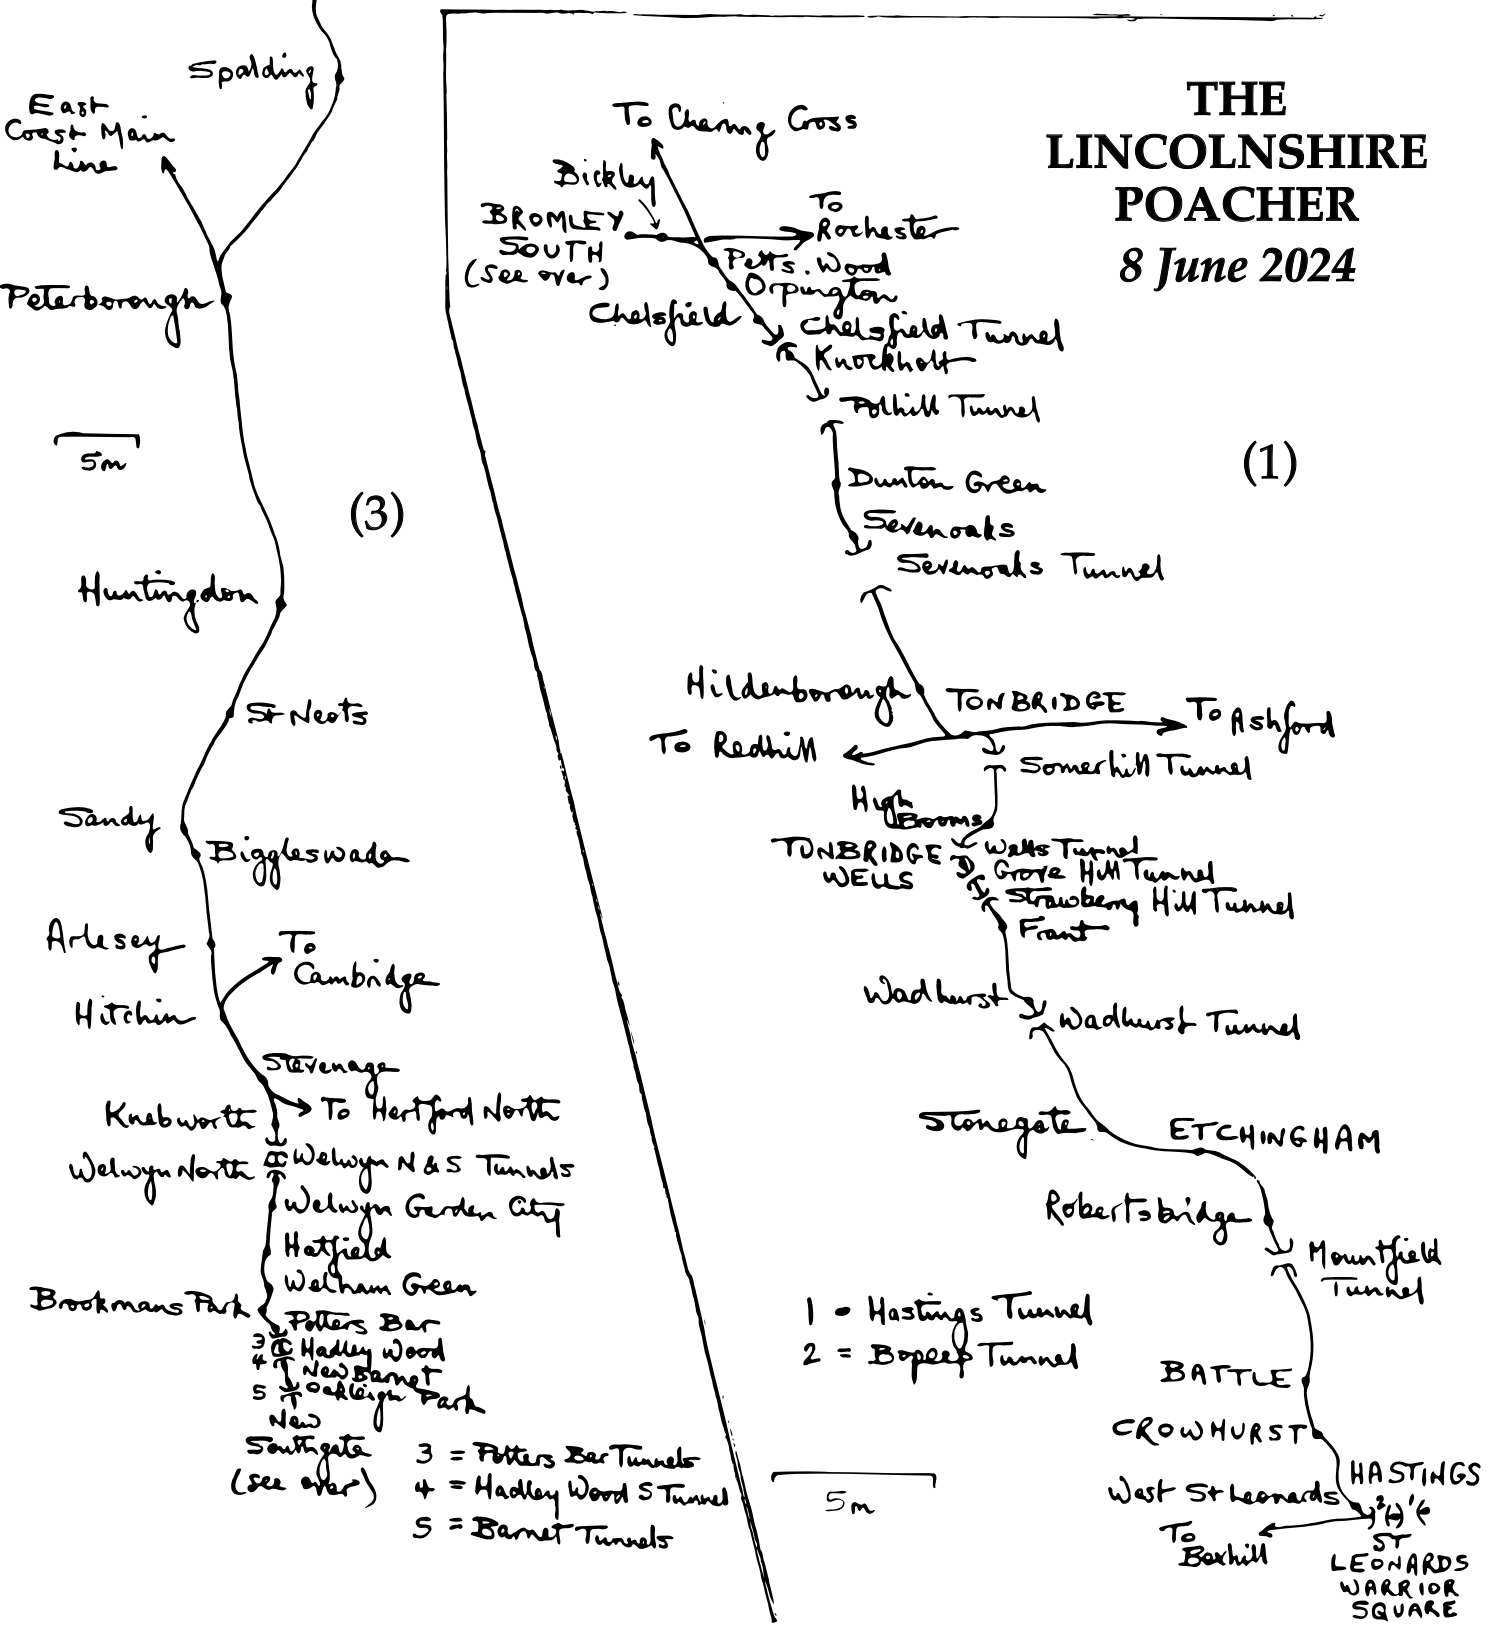 THE
LINCOLNSHIRE
POACHER
8 June 2024
Spalding
East
Coast Main
Line
Peterborough
5m
(3)
Huntingdon
St Neots
Sandy
Biggleswade
Arlesey
To
Cambridge
Hitchin
Stevenage
To Hertford North
Knebworth
Welwyn N & S Tunnels
Welwyn North
Welwyn Garden City
Hatfield
Welham Green
Brookmans Park
Potters Bar
3
Hadley Wood
4
New Barnet
5
Oakleigh Park
New
Southgate
(see over)
3 = Potters Bar Tunnels
4 = Hadley Wood S Tunnel
5 = Barnet Tunnels
To Charing Cross
Bickley
BROMLEY
SOUTH
(see over)
To
Rochester
Petts. Wood
Orpington
Chelsfield
Chelsfield Tunnel
Knockholt
Polhill Tunnel
(1)
Dunton Green
Sevenoaks
Sevenoaks Tunnel
Hildenborough
TONBRIDGE
To Ashford
To Redhill
Somerhill Tunnel
High
Brooms
TUNBRIDGE
WELLS
Wells Tunnel
Grove Hill Tunnel
Strawberry Hill Tunnel
Frant
Wadhurst
Wadhurst Tunnel
Stonegate
ETCHINGHAM
Robertsbridge
Mountfield
Tunnel
1 = Hastings Tunnel
2 = Bopeep Tunnel
BATTLE
CROWHURST
HASTINGS
West St Leonards
2 1
To
Bexhill
ST
LEONARDS
WARRIOR
SQUARE
5m